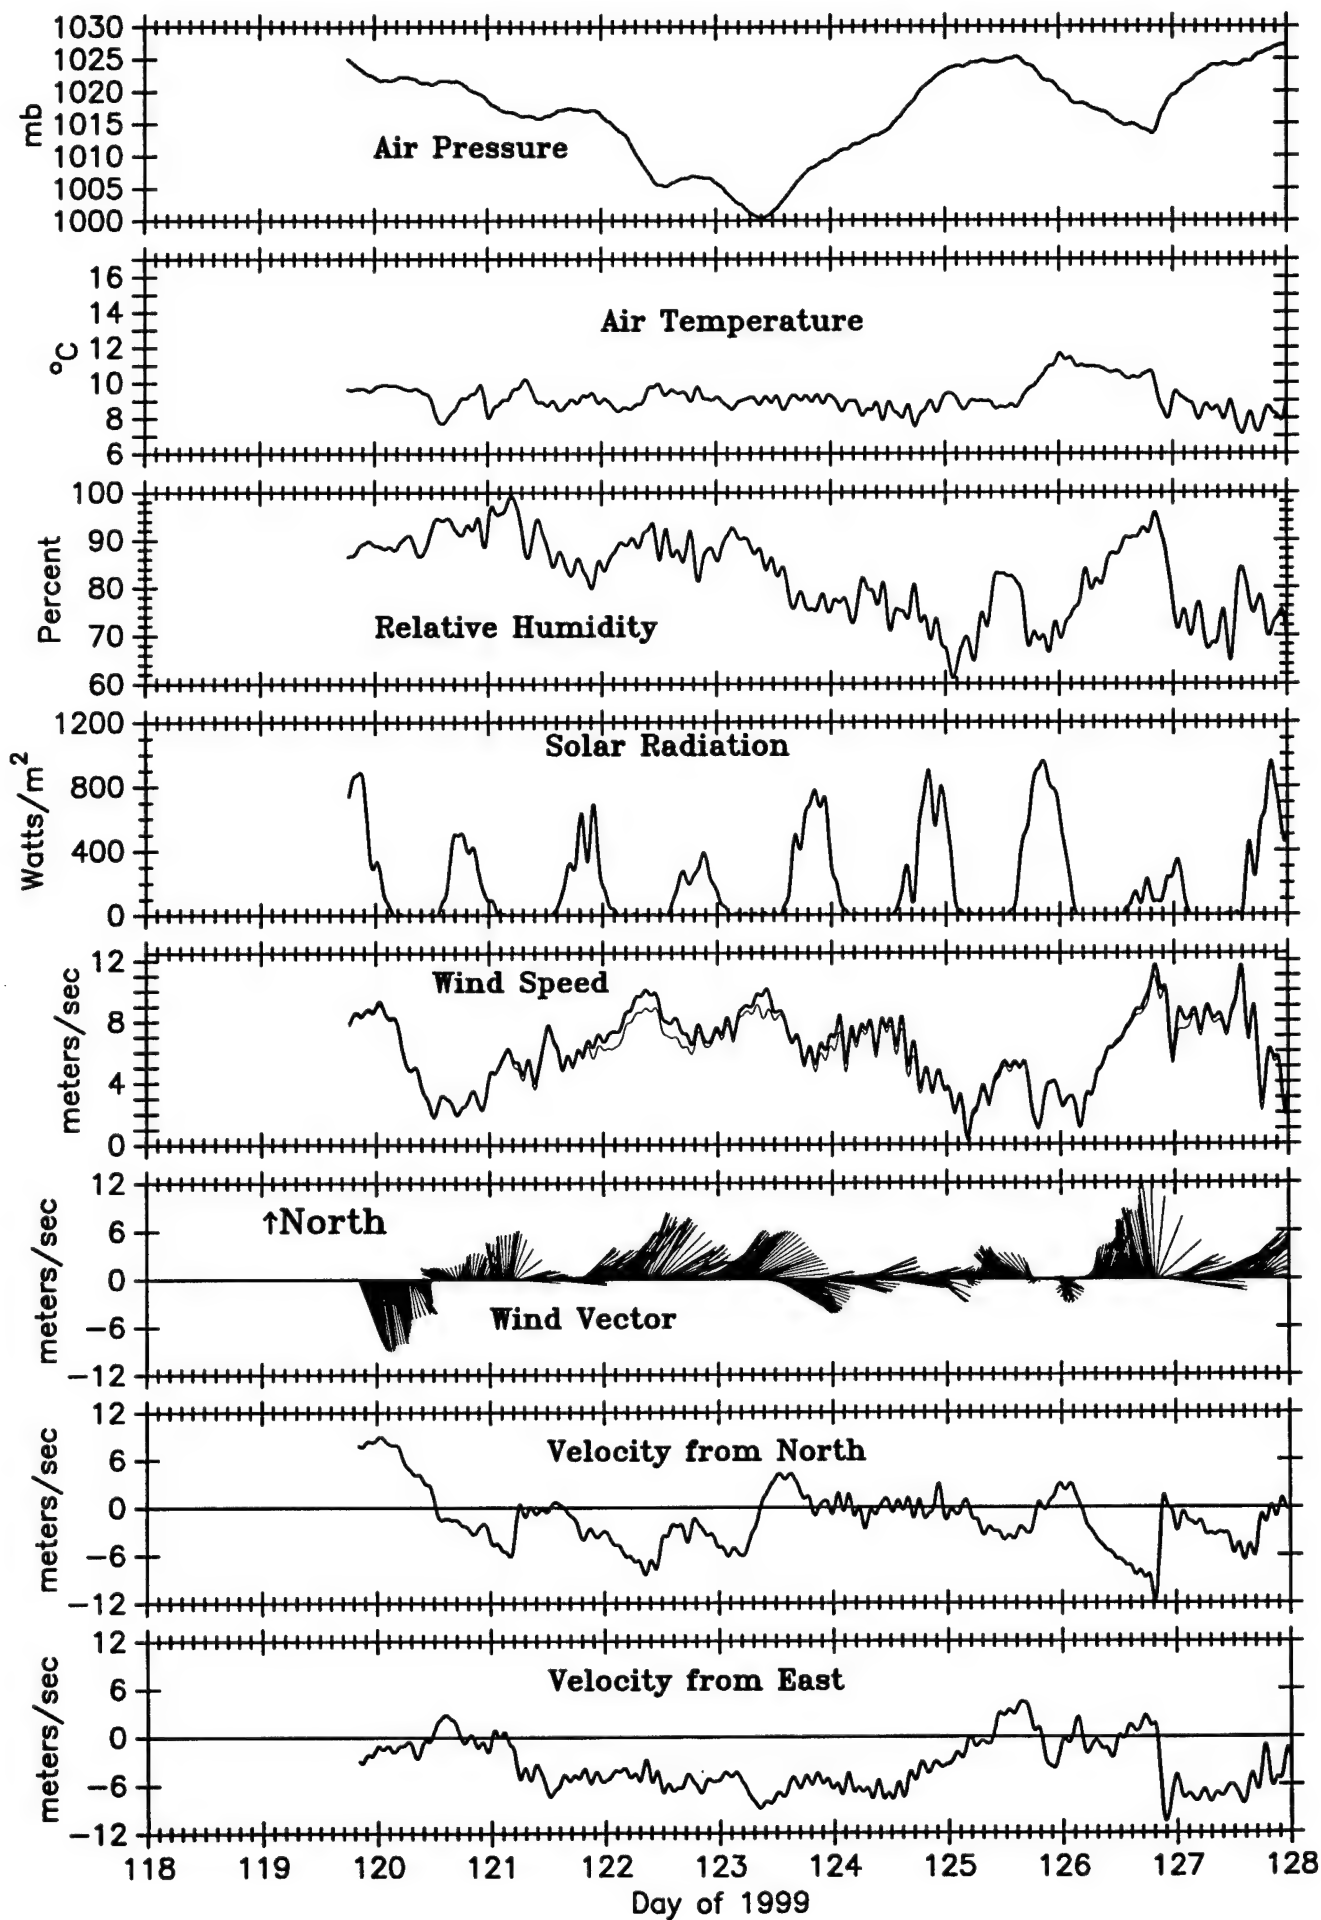 1030
1025
1020
1015
1010
1005
1000
mb
Air Pressure
16
14
12
10
8
6
°C
Air Temperature
100
90
80
70
60
Percent
Relative Humidity
1200
800
400
0
Watts/m²
Solar Radiation
12
8
4
0
meters/sec
Wind Speed
12
6
0
−6
−12
meters/sec
↑North
Wind Vector
12
6
0
−6
−12
meters/sec
Velocity from North
12
6
0
−6
−12
meters/sec
Velocity from East
118 119 120 121 122 123 124 125 126 127 128
Day of 1999